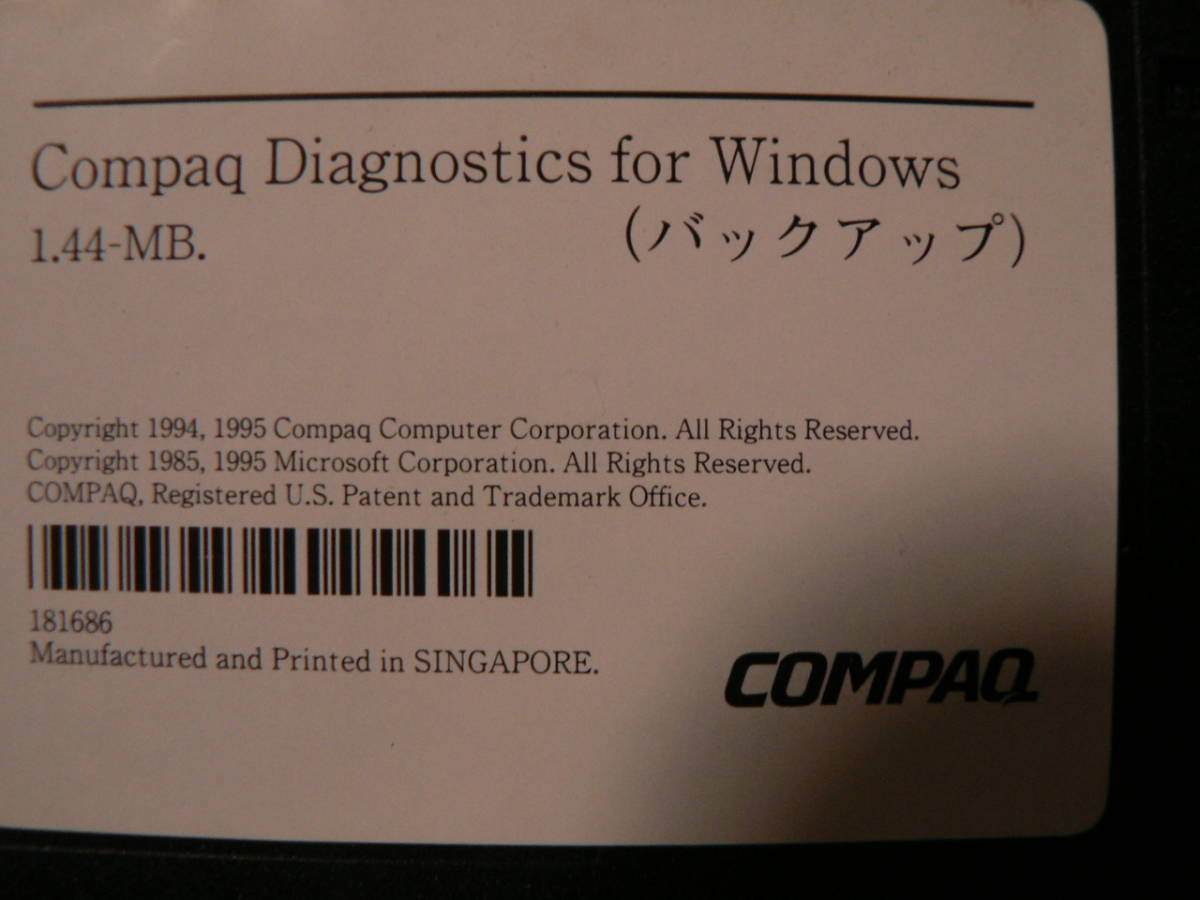 Compaq Diagnostics for Windows
1.44-MB. (バックアップ)
Copyright 1994, 1995 Compaq Computer Corporation. All Rights Reserved.
Copyright 1985, 1995 Microsoft Corporation. All Rights Reserved.
COMPAQ, Registered U.S. Patent and Trademark Office.
181686
Manufactured and Printed in SINGAPORE.
COMPAQ